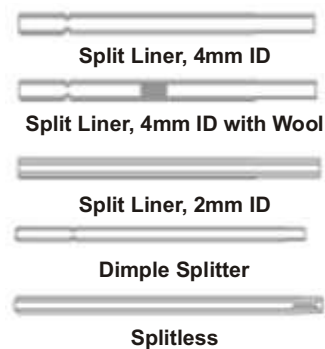 Split Liner, 4mm ID
Split Liner, 4mm ID with Wool
Split Liner, 2mm ID
Dimple Splitter
Splitless